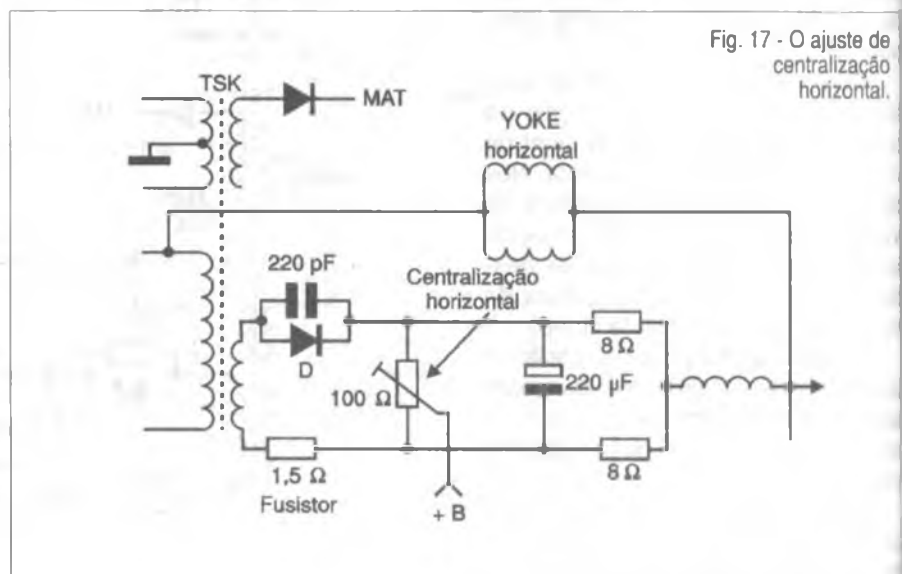 Fig. 17 - O ajuste de
centralização
horizontal.
TSK
MAT
YOKE
horizontal
220 pF
Centralização
horizontal
D
100 Ω
8 Ω
220 µF
1,5 Ω
Fusistor
8 Ω
+ B